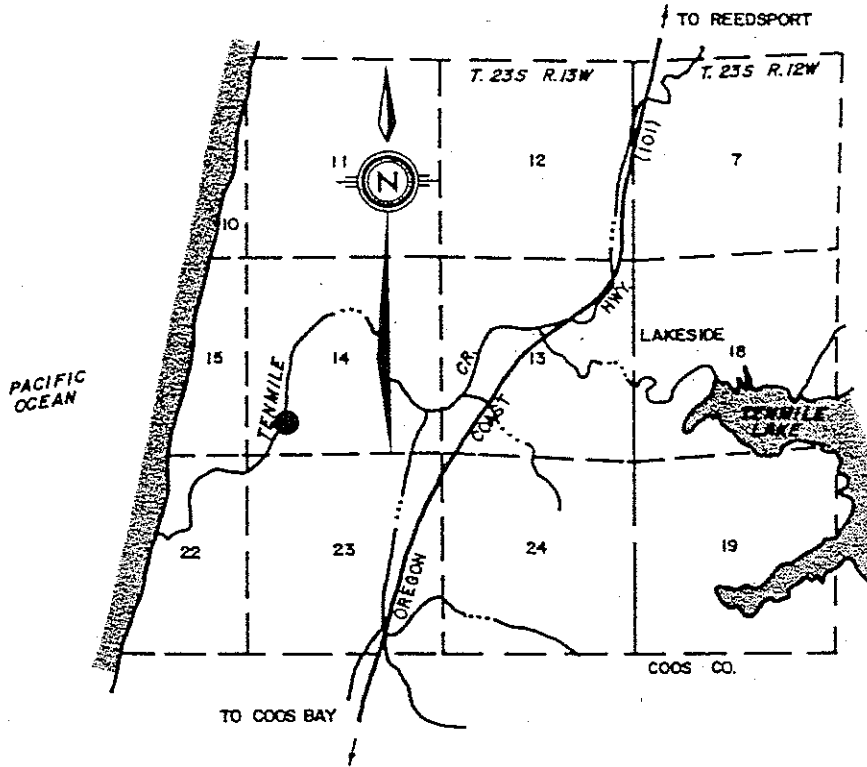 TO REEDSPORT
T. 23S R.13W
T. 23S R.12W
(101)
11
12
7
N
10
HWY.
15
14
CR.
13
LAKESIDE
18
PACIFIC
OCEAN
TENMILE
COAST
TENMILE
LAKE
22
23
24
19
OREGON
COOS CO.
TO COOS BAY